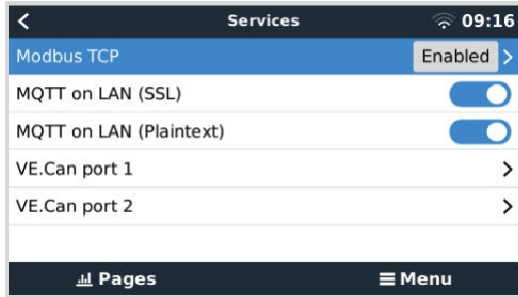 Services 09:16
Modbus TCP Enabled
MQTT on LAN (SSL)
MQTT on LAN (Plaintext)
VE.Can port 1
VE.Can port 2
Pages Menu